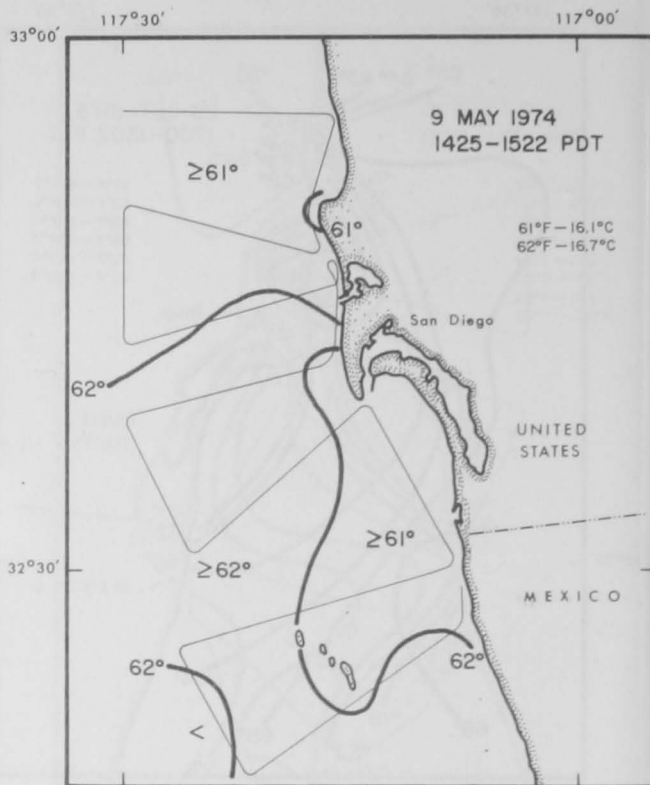 117°30′
117°00′
33°00′
9 MAY 1974
1425–1522 PDT
≥61°
61°
61°F–16.1°C
62°F–16.7°C
San Diego
62°
UNITED
STATES
≥61°
≥62°
32°30′
MEXICO
62°
62°
<